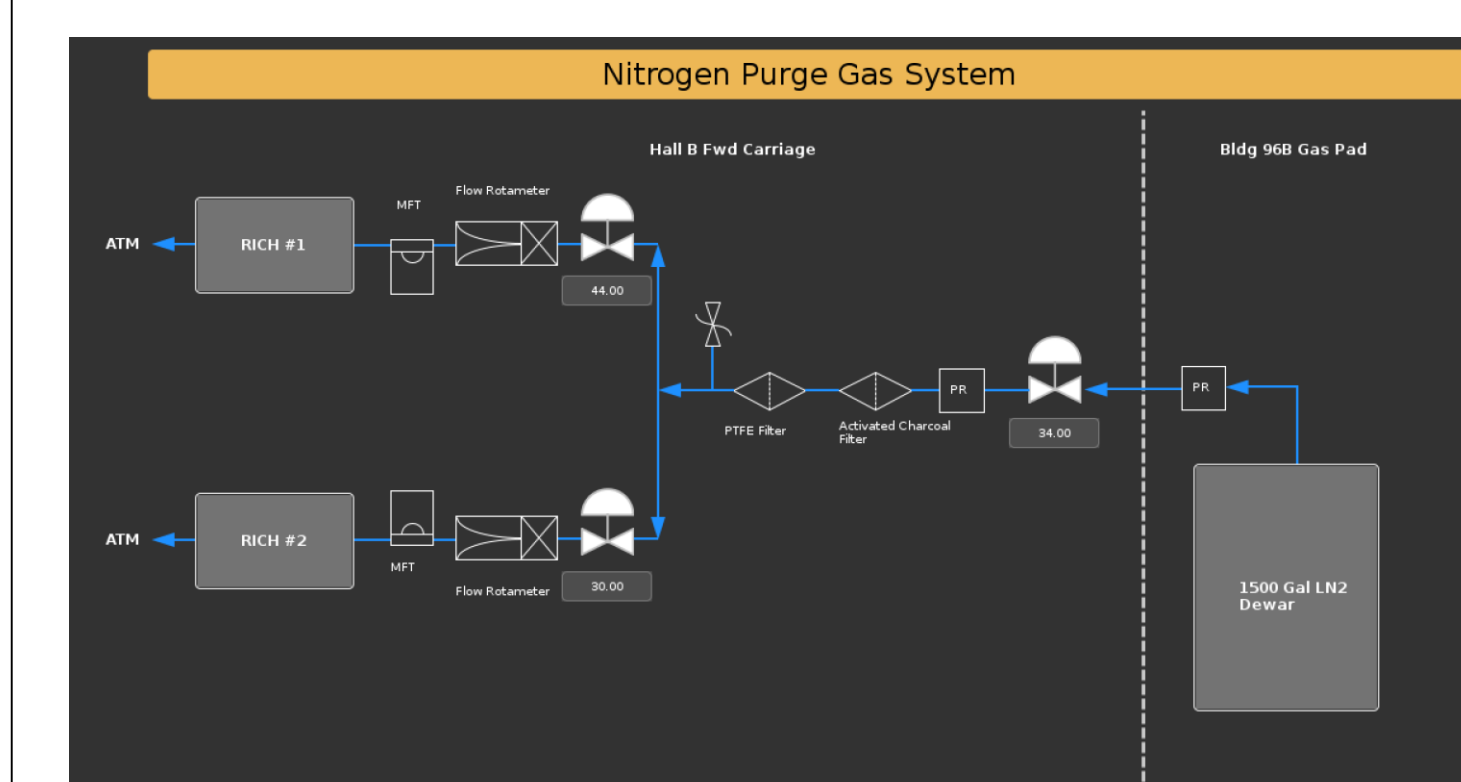 Nitrogen Purge Gas System
Hall B Fwd Carriage
Bldg 96B Gas Pad
Flow Rotameter
MFT
ATM
RICH #1
44.00
PR
PR
PTFE Filter
Activated Charcoal
Filter
34.00
ATM
RICH #2
MFT
Flow Rotameter
30.00
1500 Gal LN2
Dewar